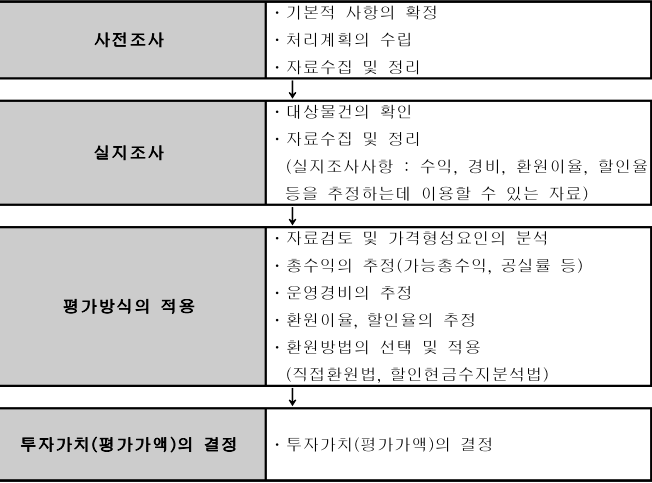 사전조사
· 기본적 사항의 확정
· 처리계획의 수립
· 자료수집 및 정리
실지조사
· 대상물건의 확인
· 자료수집 및 정리
(실지조사사항 : 수익, 경비, 환원이율, 할인율
등을 추정하는데 이용할 수 있는 자료)
평가방식의 적용
· 자료검토 및 가격형성요인의 분석
· 총수익의 추정(가능총수익, 공실률 등)
· 운영경비의 추정
· 환원이율, 할인율의 추정
· 환원방법의 선택 및 적용
(직접환원법, 할인현금수지분석법)
투자가치(평가가액)의 결정
· 투자가치(평가가액)의 결정